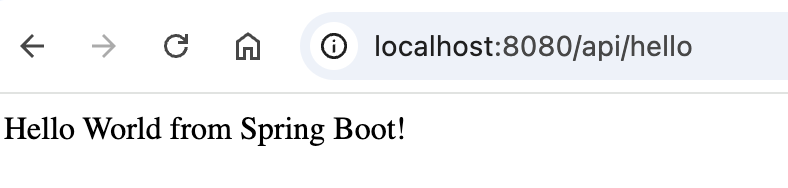 localhost:8080/api/hello
Hello World from Spring Boot!